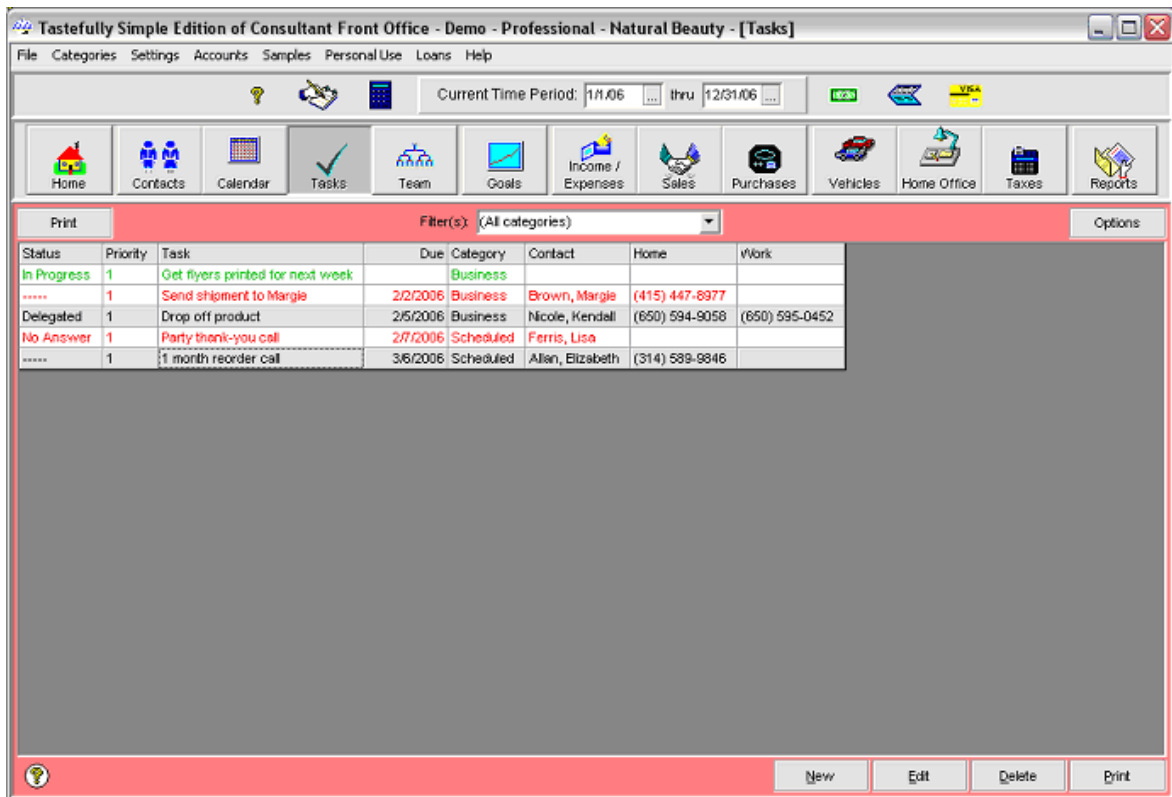 Tastefully Simple Edition of Consultant Front Office - Demo - Professional - Natural Beauty - [Tasks]
File Categories Settings Accounts Samples Personal Use Loans Help
Current Time Period: 1/1/06 ... thru 12/31/06 ...
VISA
Home Contacts Calendar Tasks Team Goals Income / Expenses Sales Purchases Vehicles Home Office Taxes Reports
Print Filter(s): (All categories) Options
Status Priority Task Due Category Contact Home Work
In Progress 1 Get flyers printed for next week Business
----- 1 Send shipment to Margie 2/2/2006 Business Brown, Margie (415) 447-8977
Delegated 1 Drop off product 2/5/2006 Business Nicole, Kendall (650) 594-9058 (650) 595-0452
No Answer 1 Party thank-you call 2/7/2006 Scheduled Ferris, Lisa
----- 1 1 month reorder call 3/6/2006 Scheduled Allan, Elizabeth (314) 589-9846
New Edit Delete Print